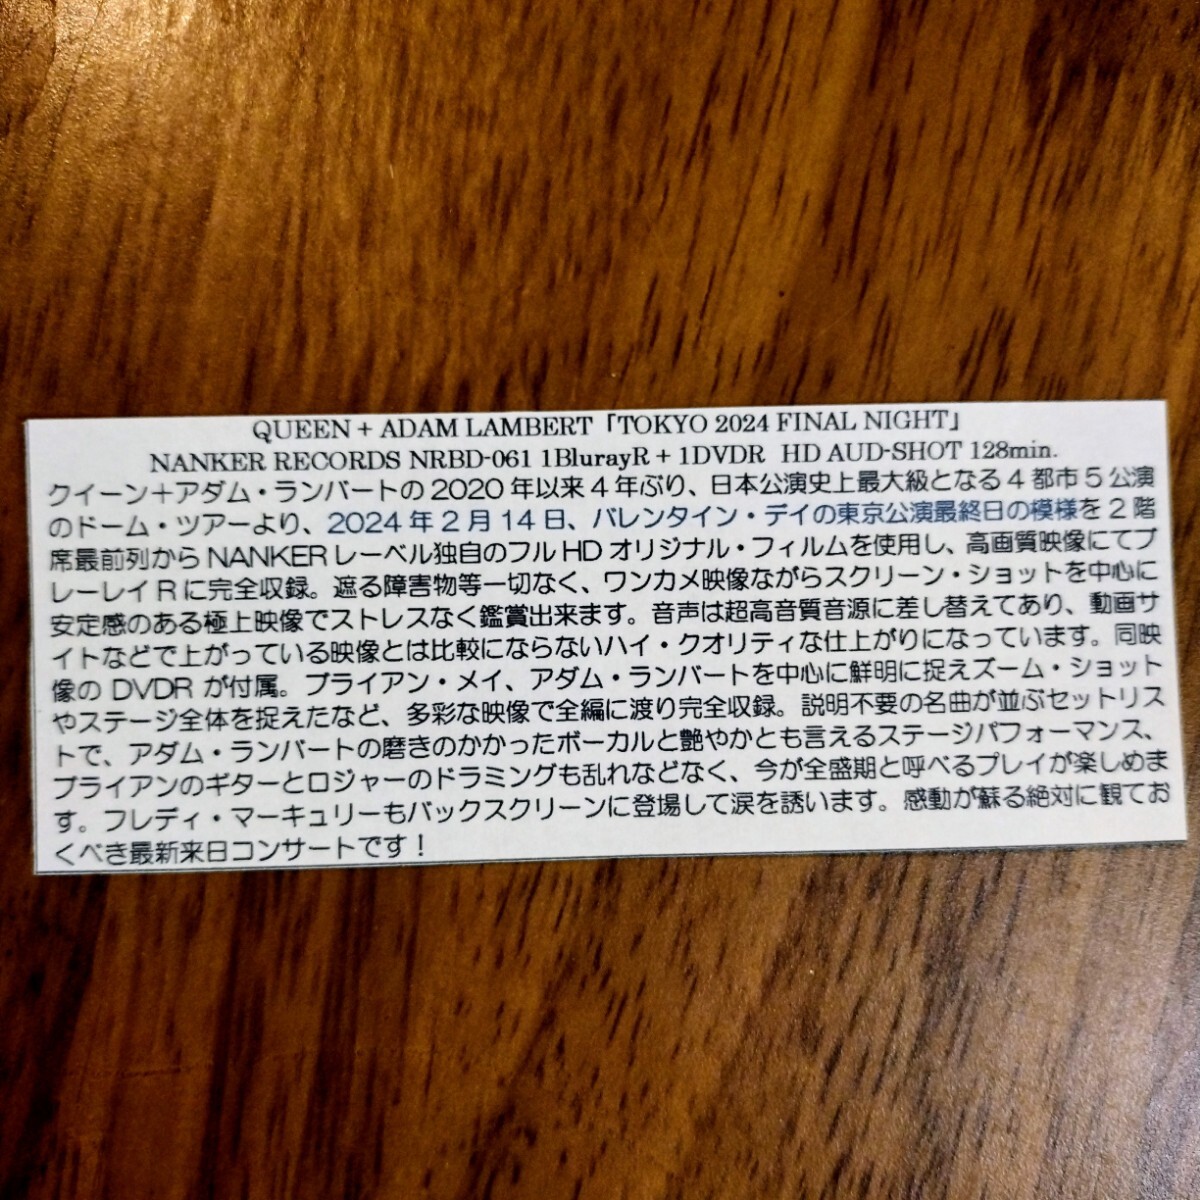 QUEEN + ADAM LAMBERT「TOKYO 2024 FINAL NIGHT」
NANKER RECORDS NRBD-061 1BlurayR + 1DVDR HD AUD-SHOT 128min.
クイーン＋アダム・ランバートの2020年以来4年ぶり、日本公演史上最大級となる4都市5公演
のドーム・ツアーより、2024年2月14日、バレンタイン・デイの東京公演最終日の模様を2階
席最前列からNANKERレーベル独自のフルHDオリジナル・フィルムを使用し、高画質映像にてブ
ルーレイRに完全収録。遮る障害物等一切なく、ワンカメ映像ながらスクリーン・ショットを中心に
安定感のある極上映像でストレスなく鑑賞出来ます。音声は超高音質音源に差し替えてあり、動画サ
イトなどで上がっている映像とは比較にならないハイ・クオリティな仕上がりになっています。同映
像のDVDRが付属。ブライアン・メイ、アダム・ランバートを中心に鮮明に捉えズーム・ショット
やステージ全体を捉えたなど、多彩な映像で全編に渡り完全収録。説明不要の名曲が並ぶセットリス
トで、アダム・ランバートの磨きのかかったボーカルと艶やかとも言えるステージパフォーマンス、
ブライアンのギターとロジャーのドラミングも乱れなどなく、今が全盛期と呼べるプレイが楽しめま
す。フレディ・マーキュリーもバックスクリーンに登場して涙を誘います。感動が蘇る絶対に観てお
くべき最新来日コンサートです！